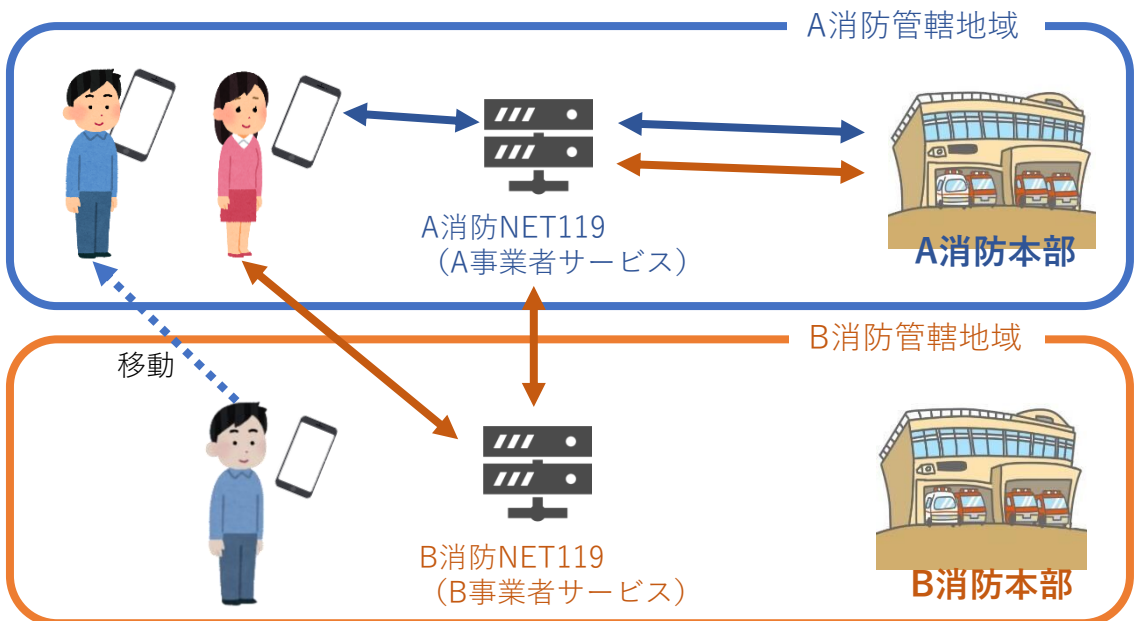 A消防管轄地域
A消防NET119
（A事業者サービス）
A消防本部
移動
B消防管轄地域
B消防NET119
（B事業者サービス）
B消防本部